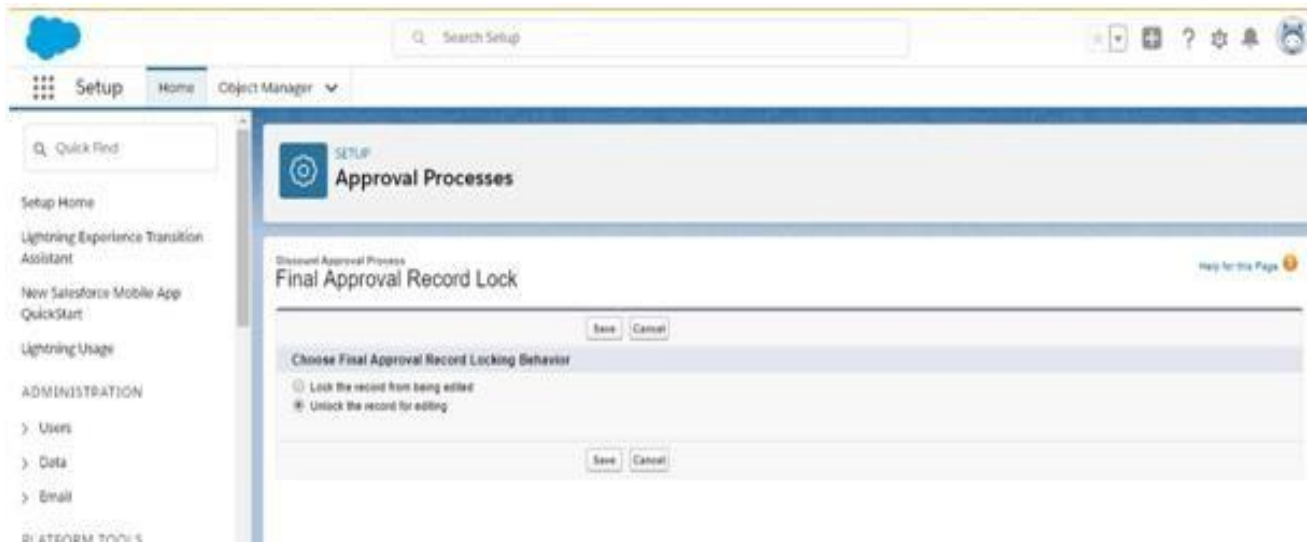 Search Setup
Setup
Home
Object Manager
Quick Find
Setup Home
Lightning Experience Transition
Assistant
New Salesforce Mobile App
QuickStart
Lightning Usage
ADMINISTRATION
Users
Data
Email
PLATFORM TOOLS
SETUP
Approval Processes
Discount Approval Process
Final Approval Record Lock
Help for this Page
Save Cancel
Choose Final Approval Record Locking Behavior
Lock the record from being edited
Unlock the record for editing
Save Cancel